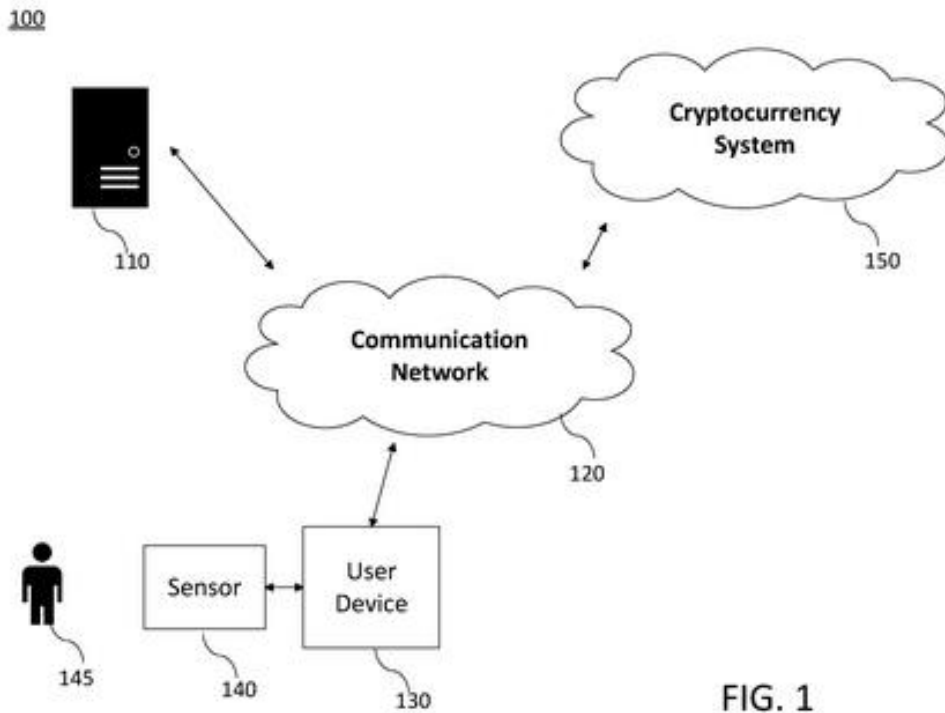 100
Cryptocurrency
System
110
150
Communication
Network
120
Sensor
User
Device
145
140
130
FIG. 1